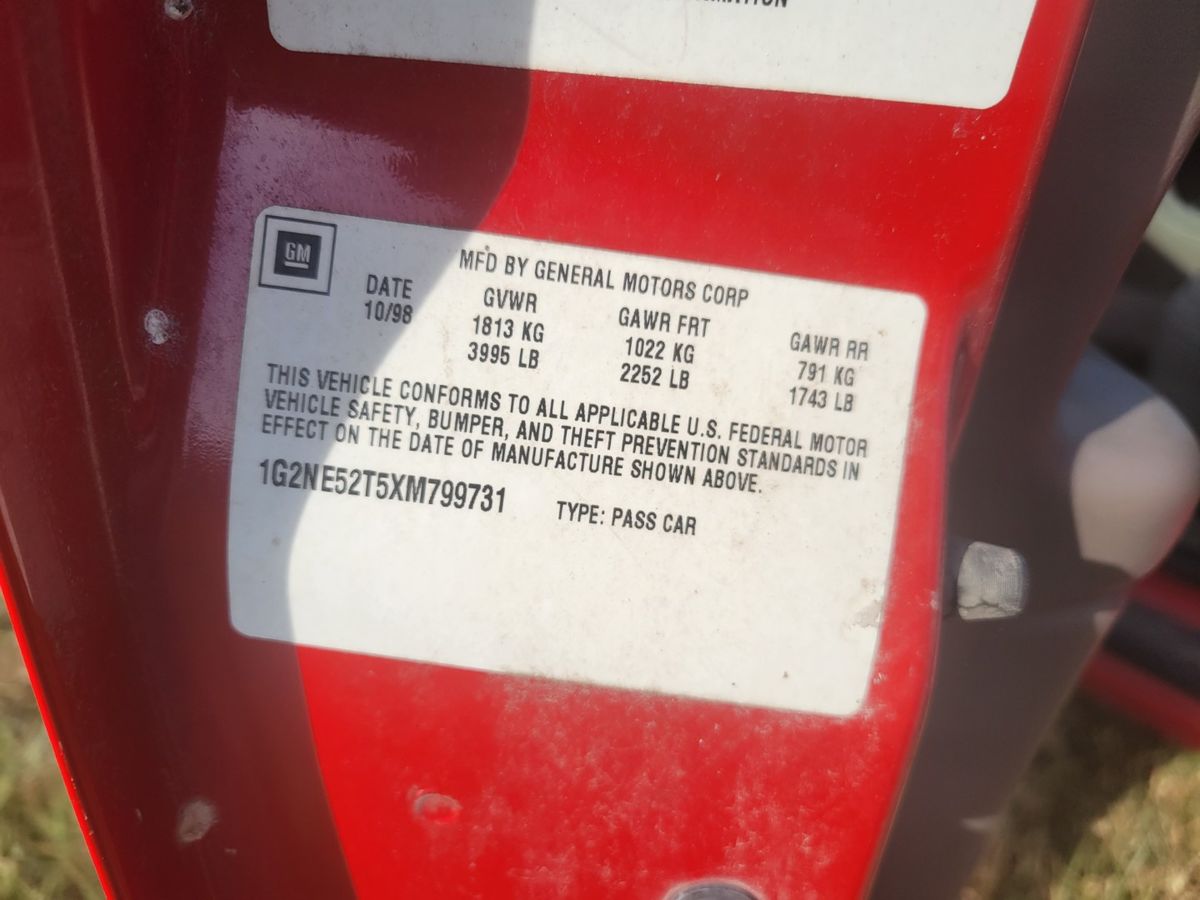 GM
MFD BY GENERAL MOTORS CORP
DATE GVWR GAWR FRT GAWR RR
10/98 1813 KG 1022 KG 791 KG
3995 LB 2252 LB 1743 LB
THIS VEHICLE CONFORMS TO ALL APPLICABLE U.S. FEDERAL MOTOR
VEHICLE SAFETY, BUMPER, AND THEFT PREVENTION STANDARDS IN
EFFECT ON THE DATE OF MANUFACTURE SHOWN ABOVE.
1G2NE52T5XM799731 TYPE: PASS CAR